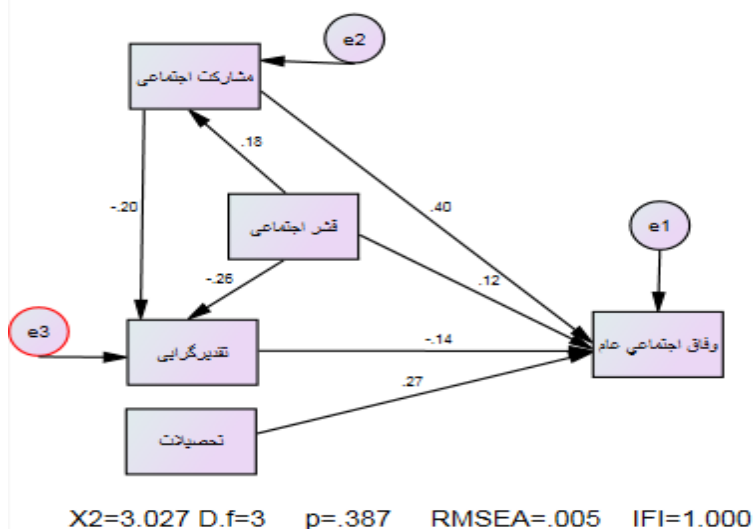 e2
مشارکت اجتماعی
.18
-.20
.40
قشر اجتماعی
e1
-.26
.12
e3
تقدیرگرایی
-.14
وفاق اجتماعي عام
.27
تحصیلات
X2=3.027 D.f=3 p=.387 RMSEA=.005 IFI=1.000